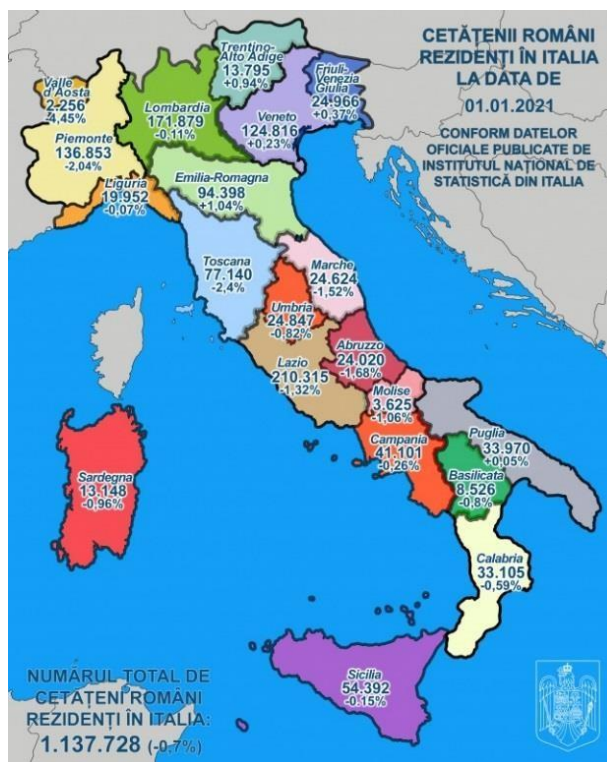 CETĂȚENII ROMÂNI
REZIDENȚI ÎN ITALIA
LA DATA DE
01.01.2021
CONFORM DATELOR
OFICIALE PUBLICATE DE
INSTITUTUL NAȚIONAL DE
STATISTICĂ DIN ITALIA
Trentino-
Alto Adige
13.795
+0,94%
Friuli-
Venezia
Giulia
24.966
+0,37%
Valle
d'Aosta
2.256
-4,45%
Lombardia
171.879
-0,11%
Veneto
124.816
+0,23%
Piemonte
136.853
-2,04%
Liguria
19.952
-0,07%
Emilia-Romagna
94.398
+1,04%
Toscana
77.140
-2,4%
Marche
24.624
-1,52%
Umbria
24.847
-0,82%
Lazio
210.315
-1,32%
Abruzzo
24.020
-1,68%
Molise
3.625
-1,06%
Campania
41.101
-0,26%
Puglia
33.970
+0,05%
Basilicata
8.526
-0,8%
Sardegna
13.148
-0,96%
Calabria
33.105
-0,59%
Sicilia
54.392
-0.15%
NUMĂRUL TOTAL DE
CETĂȚENI ROMÂNI
REZIDENȚI ÎN ITALIA:
1.137.728 (-0,7%)